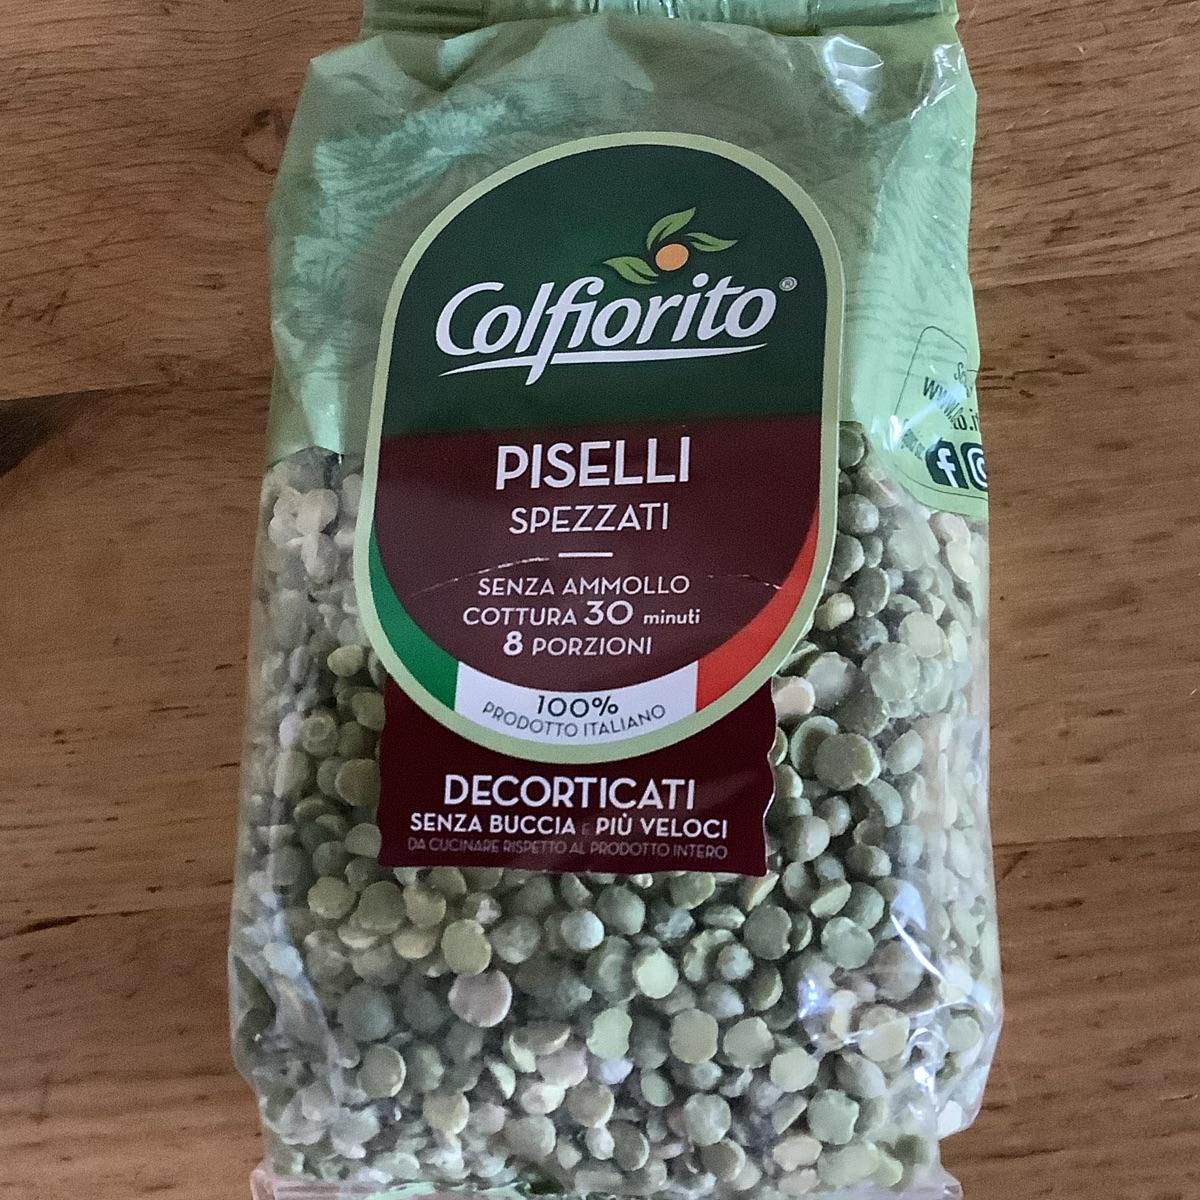 Colfiorito®
PISELLI
SPEZZATI
SENZA AMMOLLO
COTTURA 30 minuti
8 PORZIONI
100%
PRODOTTO ITALIANO
DECORTICATI
SENZA BUCCIA E PIÙ VELOCI
DA CUCINARE RISPETTO AL PRODOTTO INTERO